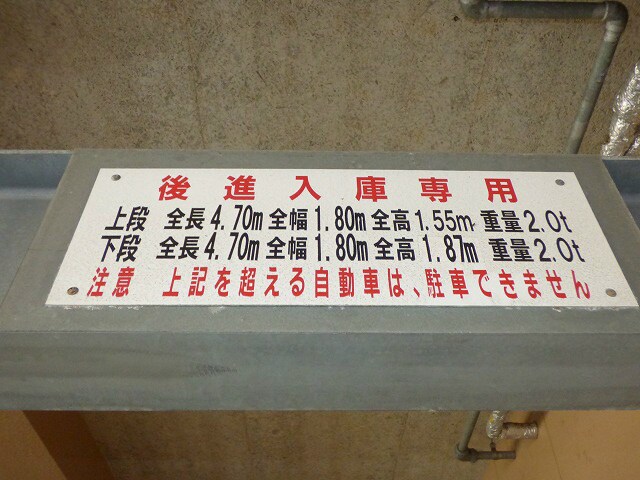 後進入庫専用
上段 全長4.70m 全幅1.80m 全高1.55m 重量2.0t
下段 全長4.70m 全幅1.80m 全高1.87m 重量2.0t
注意 上記を超える自動車は、駐車できません